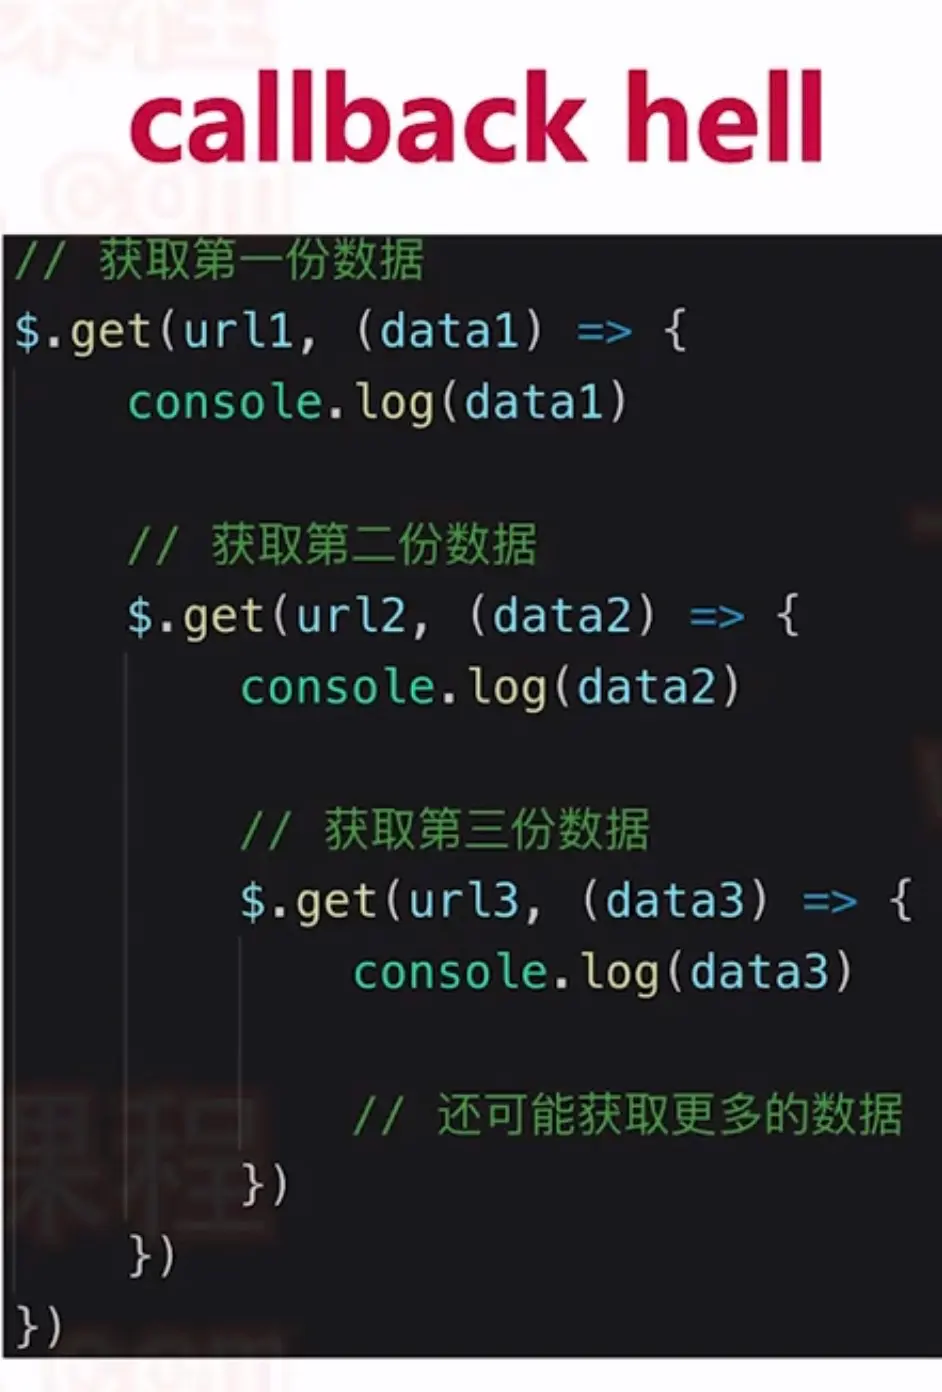 callback hell
// 获取第一份数据
$.get(url1, (data1) => {
console.log(data1)
// 获取第二份数据
$.get(url2, (data2) => {
console.log(data2)
// 获取第三份数据
$.get(url3, (data3) => {
console.log(data3)
// 还可能获取更多的数据
})
})
})